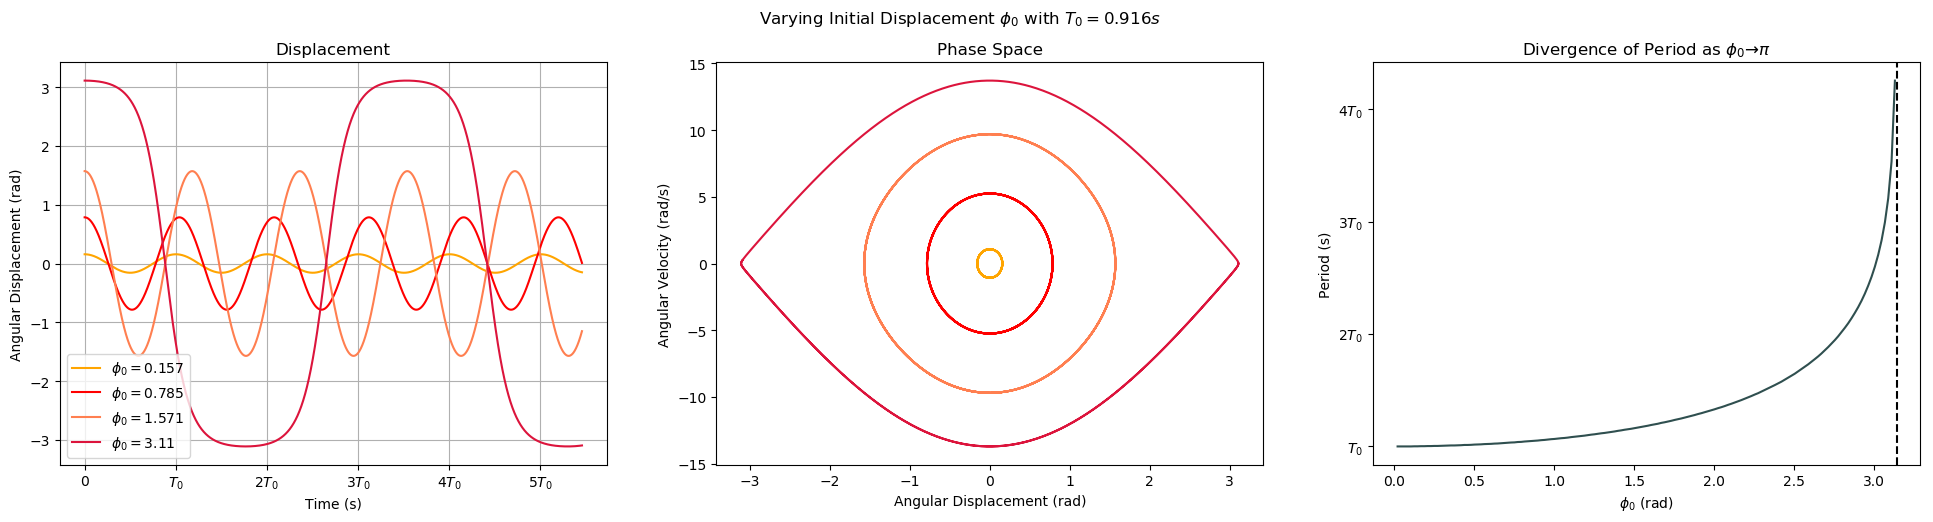 Varying Initial Displacement ϕ₀ with T₀ = 0.916s
Displacement
Angular Displacement (rad)
3
2
1
0
−1
−2
−3
ϕ₀ = 0.157
ϕ₀ = 0.785
ϕ₀ = 1.571
ϕ₀ = 3.11
0 T₀ 2T₀ 3T₀ 4T₀ 5T₀
Time (s)
Phase Space
Angular Velocity (rad/s)
15
10
5
0
−5
−10
−15
−3 −2 −1 0 1 2 3
Angular Displacement (rad)
Divergence of Period as ϕ₀→π
Period (s)
4T₀
3T₀
2T₀
T₀
0.0 0.5 1.0 1.5 2.0 2.5 3.0
ϕ₀ (rad)